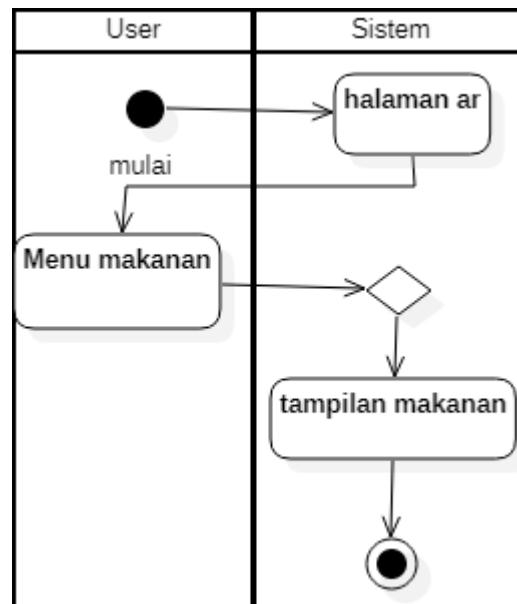 User
Sistem
halaman ar
mulai
Menu makanan
tampilan makanan